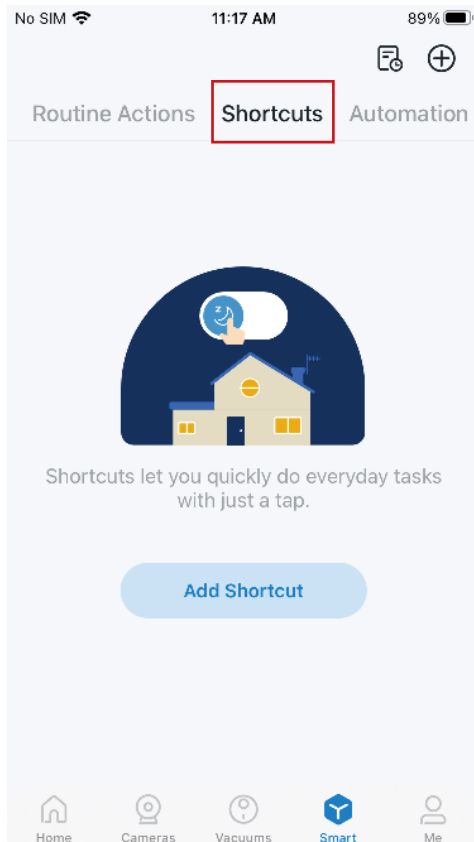 No SIM 11:17 AM 89%
Routine Actions Shortcuts Automation
z
Shortcuts let you quickly do everyday tasks
with just a tap.
Add Shortcut
Home Cameras Vacuums Smart Me